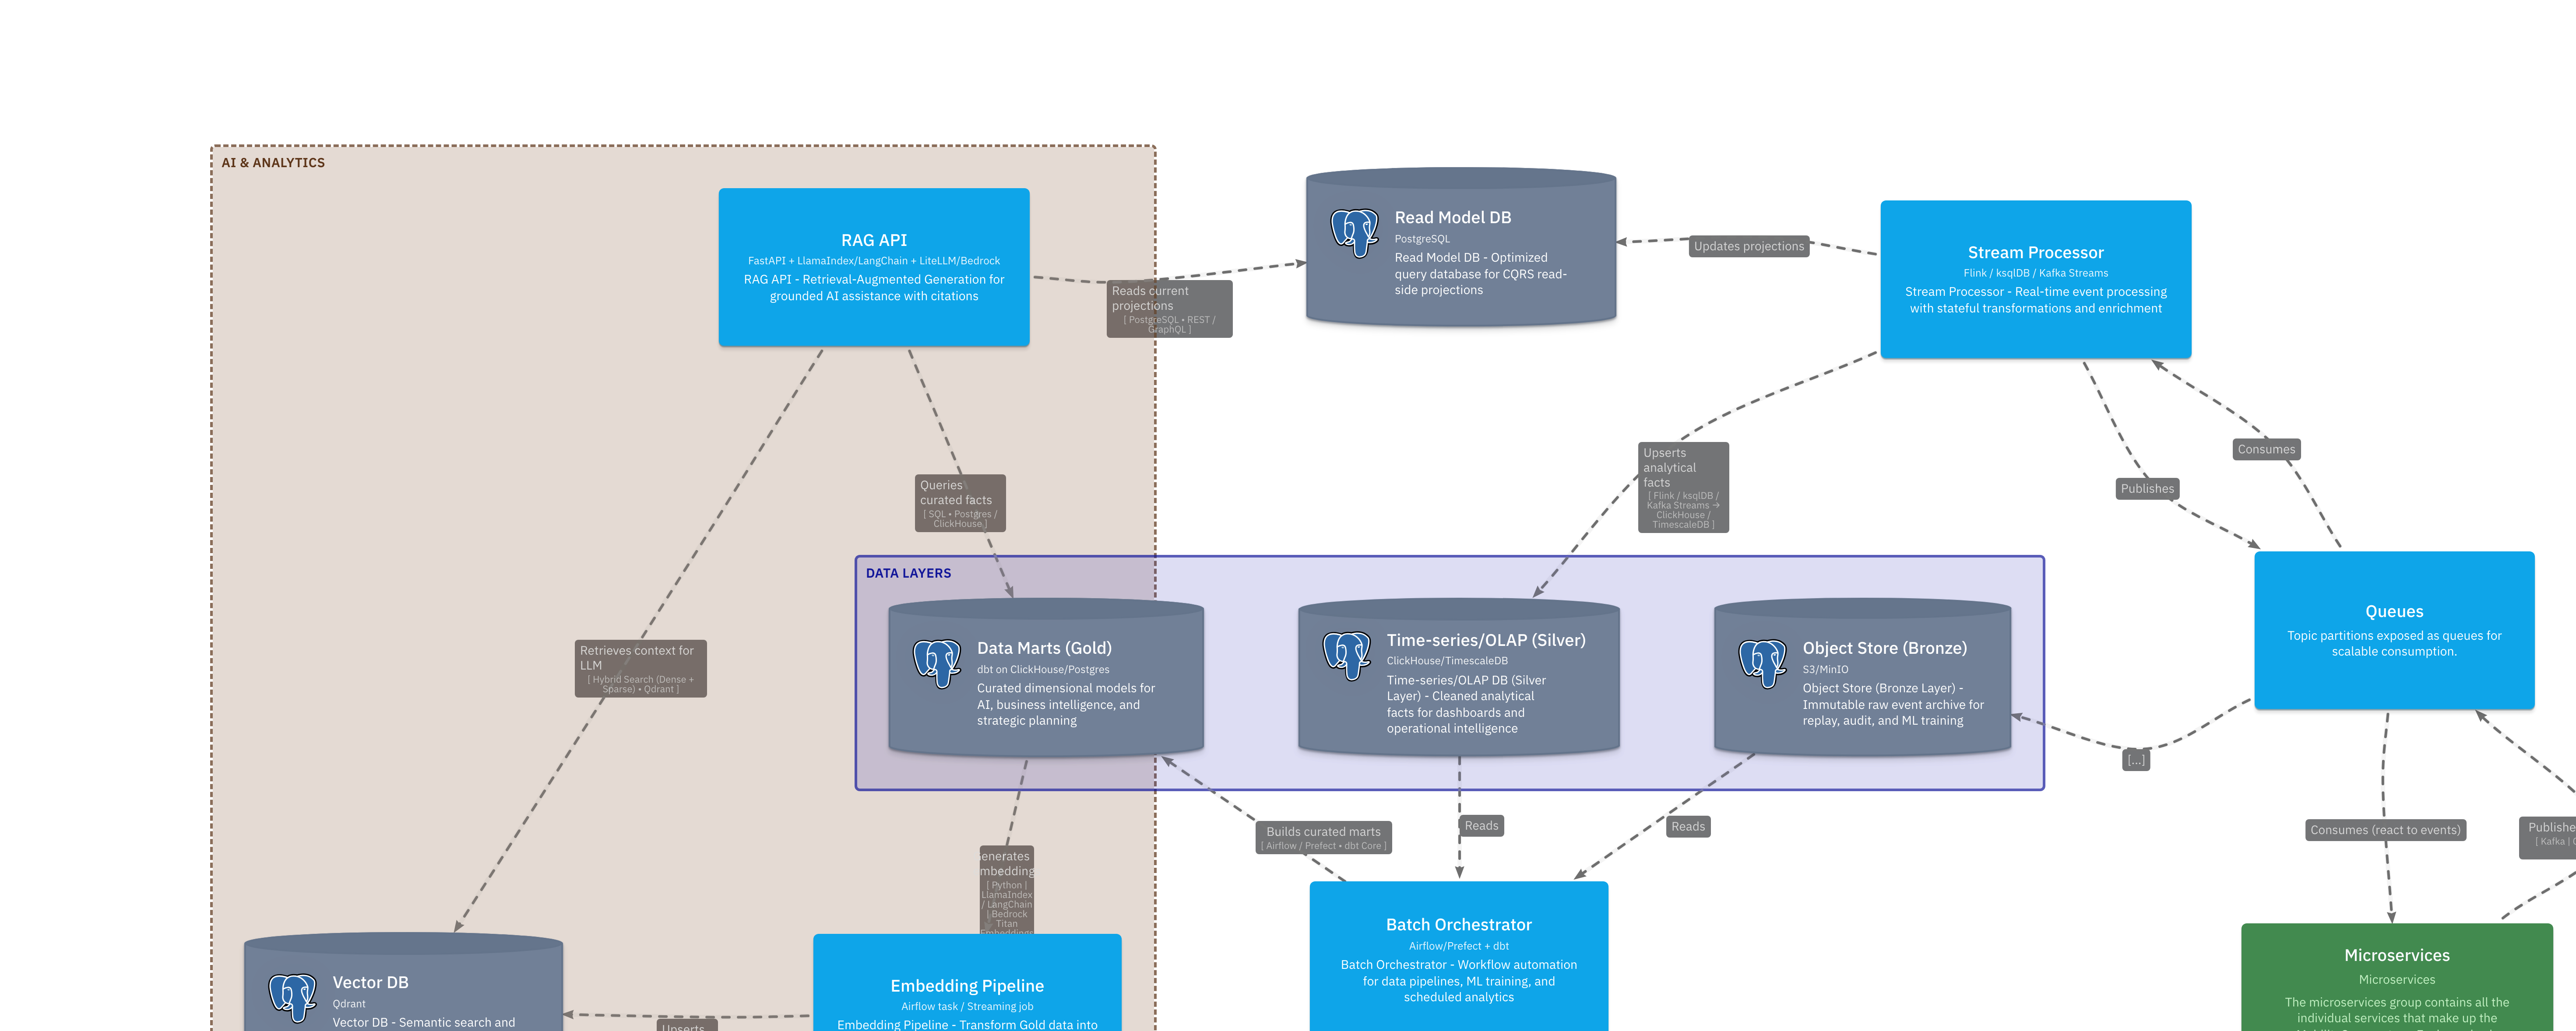 AI & ANALYTICS
RAG API
FastAPI + LlamaIndex/LangChain + LiteLLM/Bedrock
RAG API - Retrieval-Augmented Generation for
grounded AI assistance with citations
Reads current
projections
[ PostgreSQL • REST /
GraphQL ]
Read Model DB
PostgreSQL
Read Model DB - Optimized
query database for CQRS read-
side projections
Updates projections
Stream Processor
Flink / ksqlDB / Kafka Streams
Stream Processor - Real-time event processing
with stateful transformations and enrichment
Queries
curated facts
[ SQL • Postgres /
ClickHouse ]
Upserts
analytical
facts
[ Flink / ksqlDB /
Kafka Streams →
ClickHouse /
TimescaleDB ]
Publishes
Consumes
Retrieves context for
LLM
[ Hybrid Search (Dense +
Sparse) • Qdrant ]
DATA LAYERS
Data Marts (Gold)
dbt on ClickHouse/Postgres
Curated dimensional models for
AI, business intelligence, and
strategic planning
Time-series/OLAP (Silver)
ClickHouse/TimescaleDB
Time-series/OLAP DB (Silver
Layer) - Cleaned analytical
facts for dashboards and
operational intelligence
Object Store (Bronze)
S3/MinIO
Object Store (Bronze Layer) -
Immutable raw event archive for
replay, audit, and ML training
Queues
Topic partitions exposed as queues for
scalable consumption.
[...]
Builds curated marts
[ Airflow / Prefect • dbt Core ]
Reads
Reads
Consumes (react to events)
Publishe
[ Kafka |
enerates
mbedding
[ Python |
LlamaIndex
/ LangChain
| Bedrock
Titan
Embeddings
Batch Orchestrator
Airflow/Prefect + dbt
Batch Orchestrator - Workflow automation
for data pipelines, ML training, and
scheduled analytics
Microservices
Microservices
The microservices group contains all the
individual services that make up the
Vector DB
Qdrant
Vector DB - Semantic search and
Upserts
Embedding Pipeline
Airflow task / Streaming job
Embedding Pipeline - Transform Gold data into